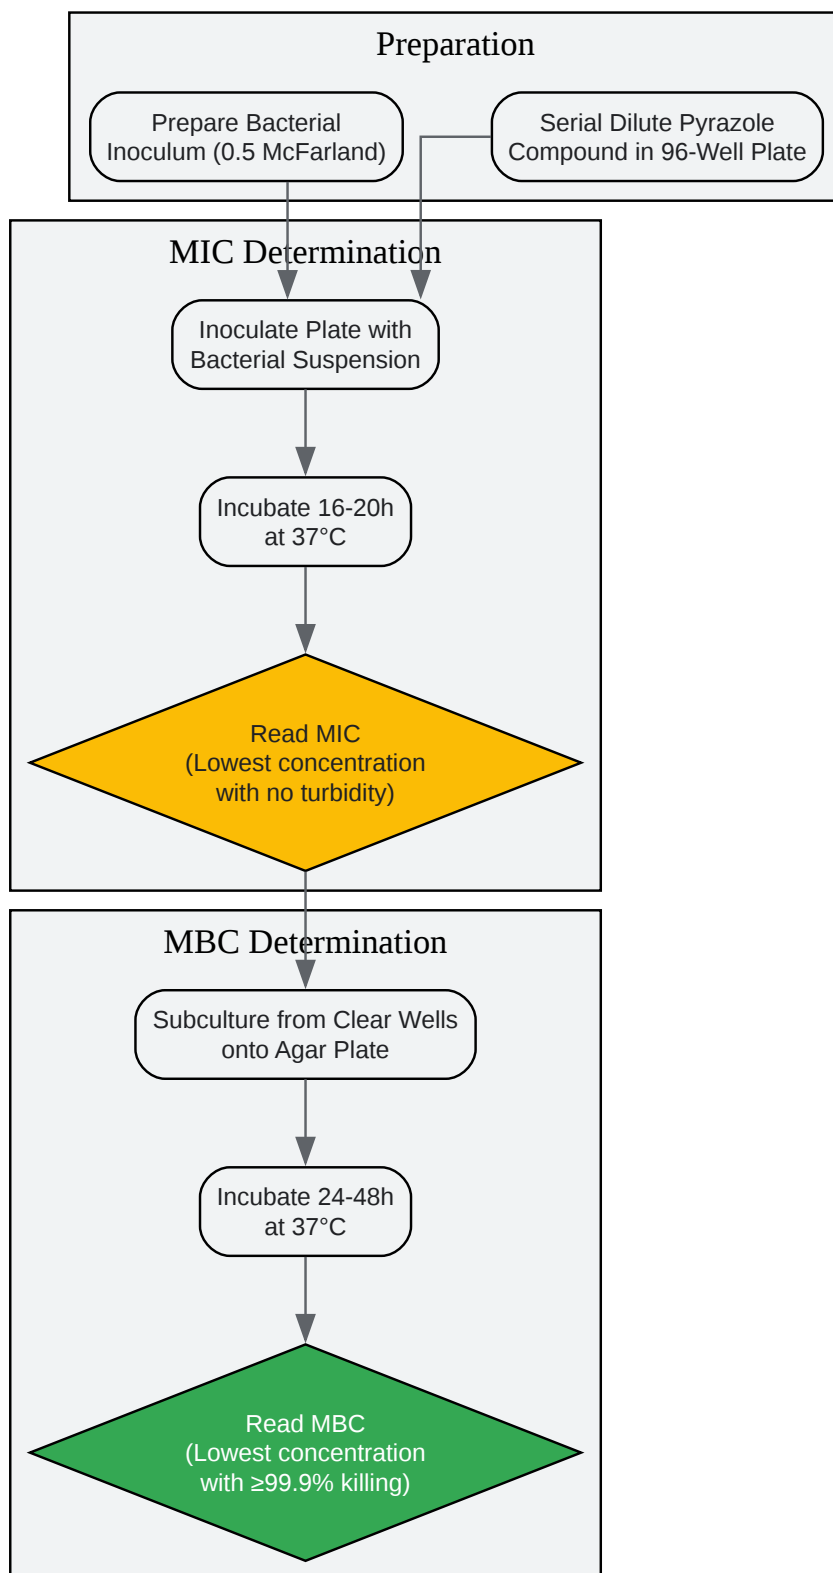 Preparation
Prepare Bacterial
Inoculum (0.5 McFarland)
Serial Dilute Pyrazole
Compound in 96-Well Plate
MIC Determination
Inoculate Plate with
Bacterial Suspension
Incubate 16-20h
at 37°C
Read MIC
(Lowest concentration
with no turbidity)
MBC Determination
Subculture from Clear Wells
onto Agar Plate
Incubate 24-48h
at 37°C
Read MBC
(Lowest concentration
with ≥99.9% killing)